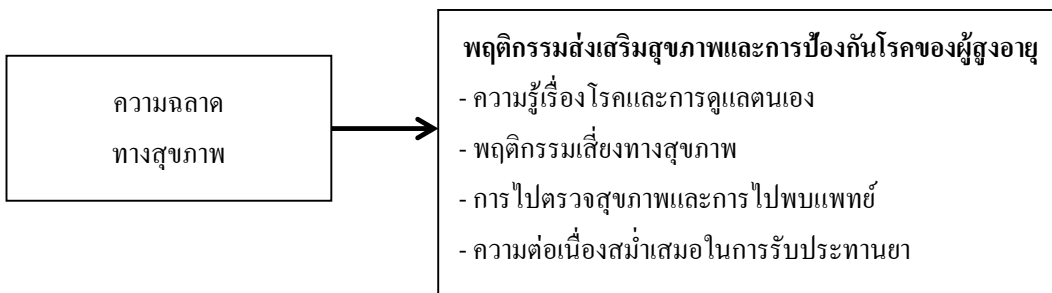 ความฉลาด
ทางสุขภาพ
พฤติกรรมส่งเสริมสุขภาพและการป้องกันโรคของผู้สูงอายุ
- ความรู้เรื่องโรคและการดูแลตนเอง
- พฤติกรรมเสี่ยงทางสุขภาพ
- การไปตรวจสุขภาพและการไปพบแพทย์
- ความต่อเนื่องสม่ำเสมอในการรับประทานยา